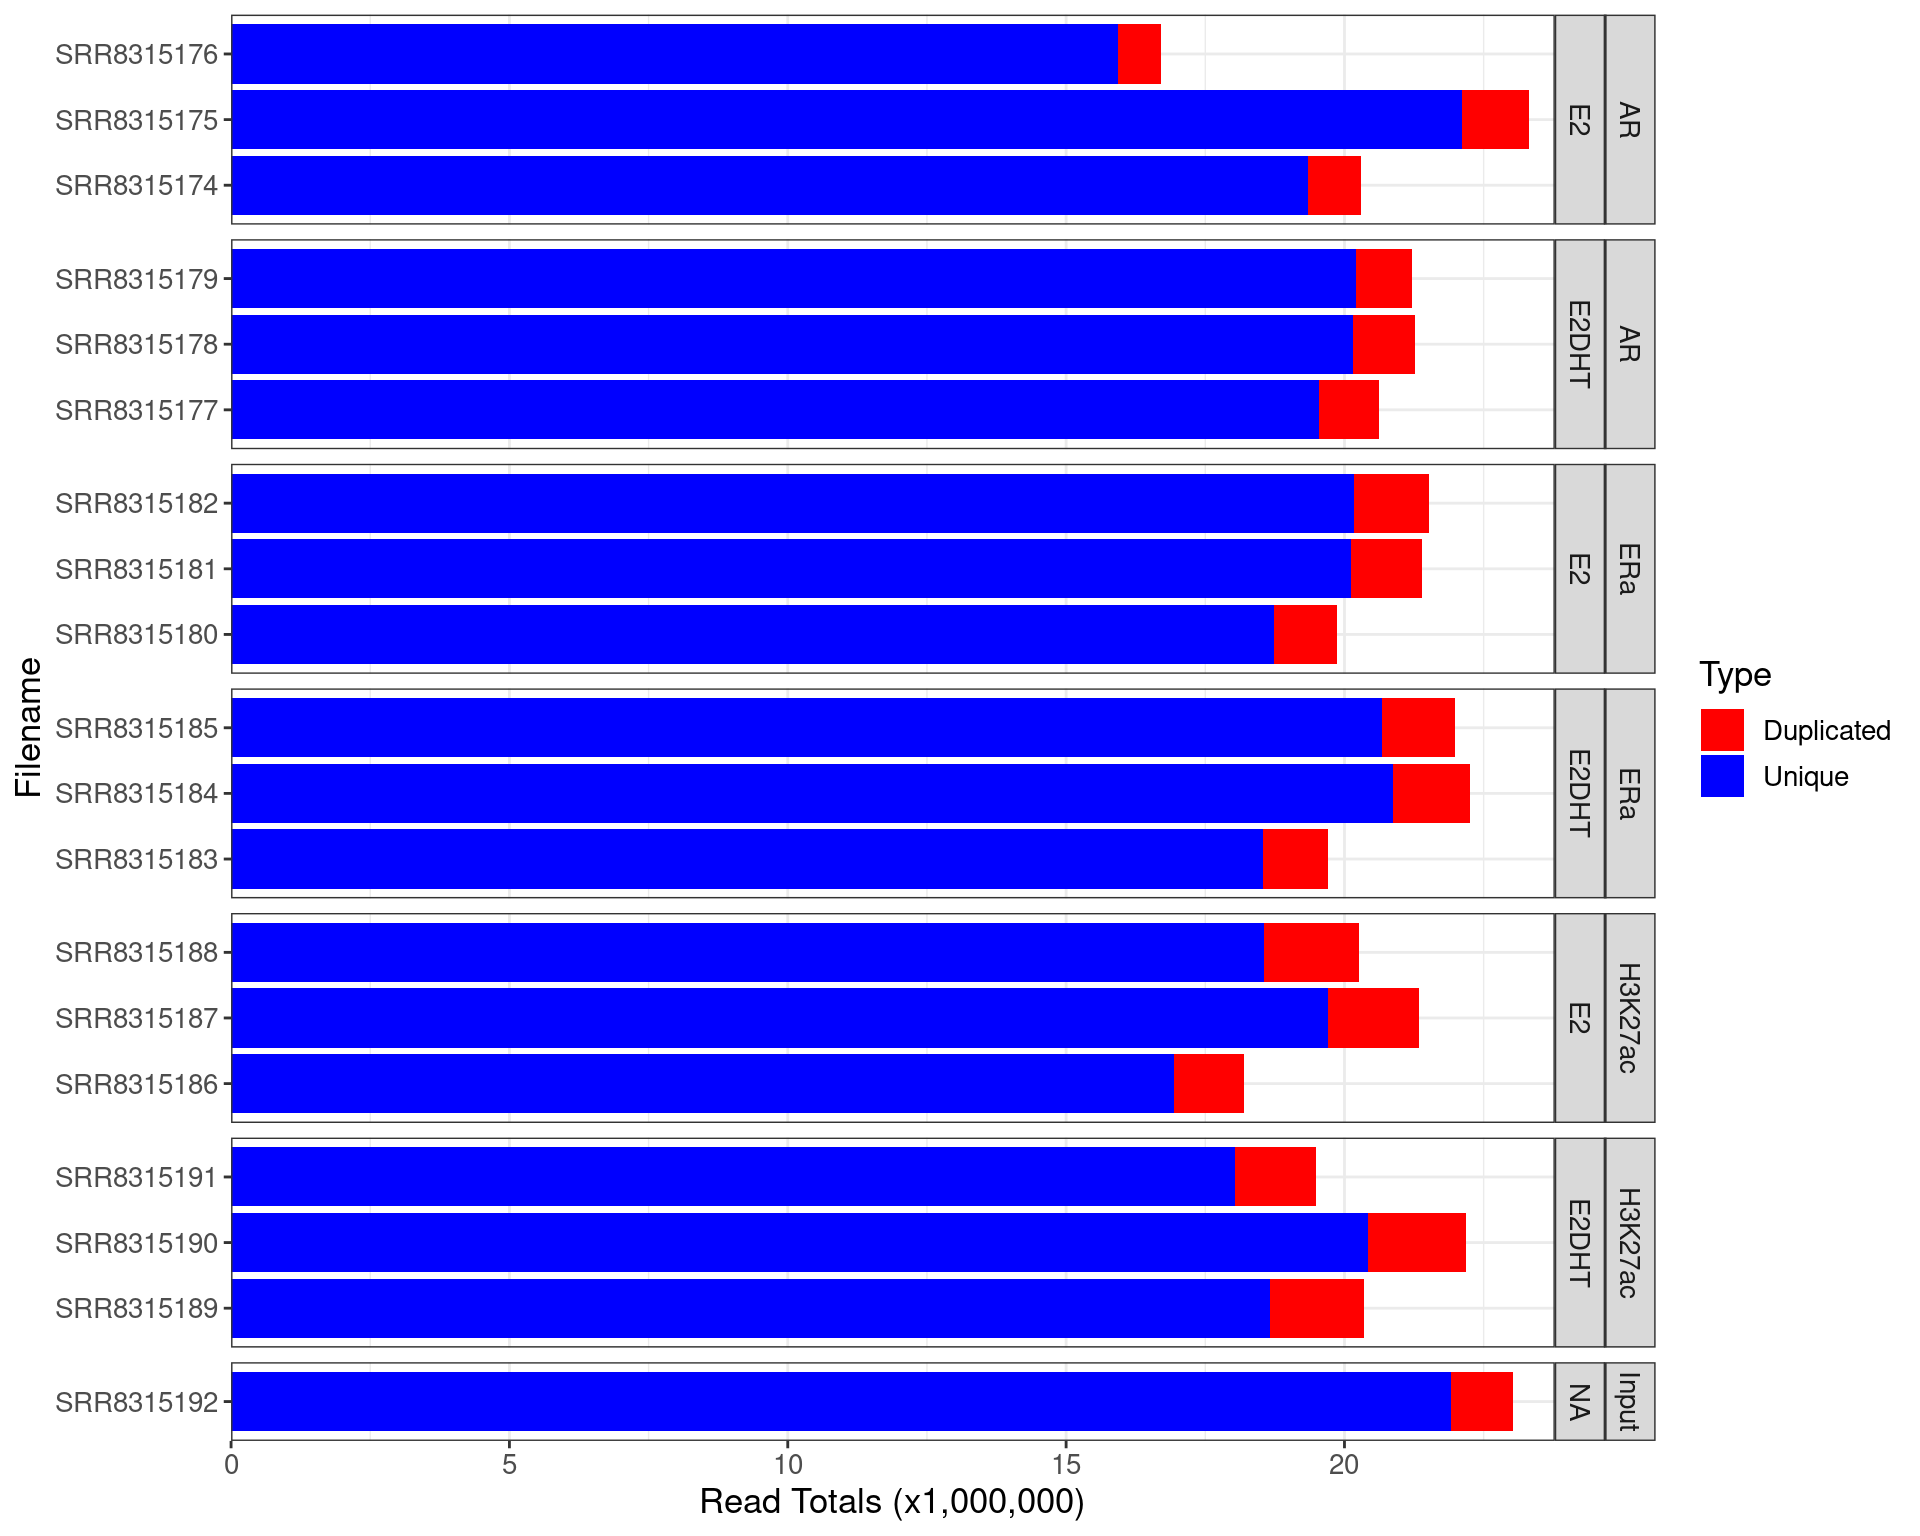 SRR8315176
SRR8315175
SRR8315174
E2
AR
SRR8315179
SRR8315178
SRR8315177
E2DHT
AR
SRR8315182
SRR8315181
SRR8315180
E2
ERa
SRR8315185
SRR8315184
SRR8315183
E2DHT
ERa
SRR8315188
SRR8315187
SRR8315186
E2
H3K27ac
SRR8315191
SRR8315190
SRR8315189
E2DHT
H3K27ac
SRR8315192
NA
Input
0
5
10
15
20
Read Totals (x1,000,000)
Filename
Type
Duplicated
Unique